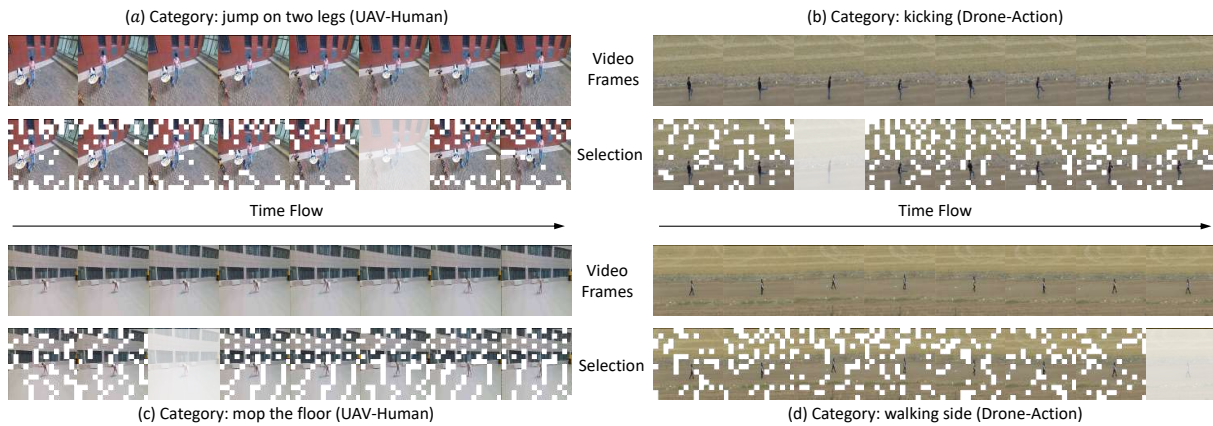 (a) Category: jump on two legs (UAV-Human)
(b) Category: kicking (Drone-Action)
Video
Frames
Selection
Time Flow
Time Flow
Video
Frames
Selection
(c) Category: mop the floor (UAV-Human)
(d) Category: walking side (Drone-Action)